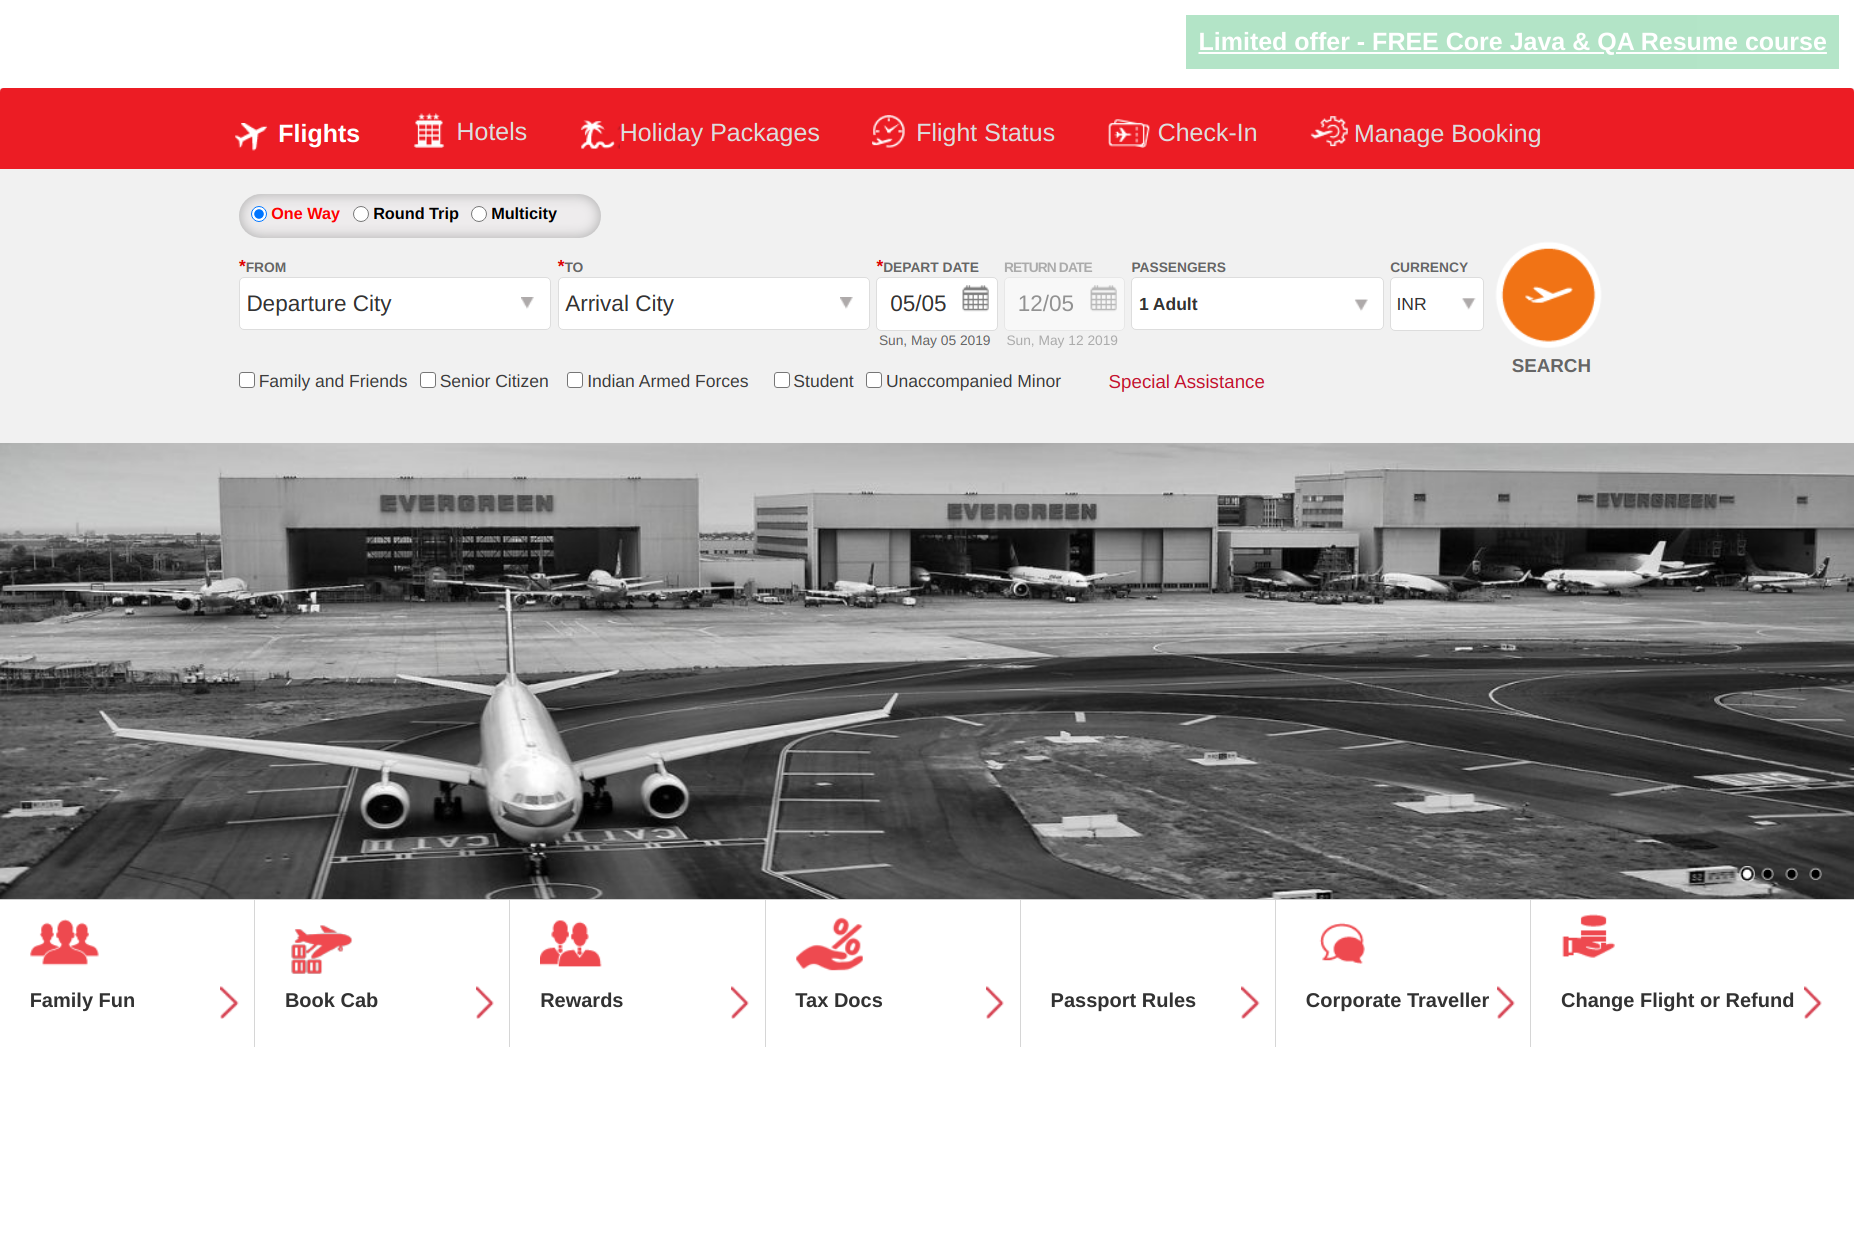 Limited offer - FREE Core Java & QA Resume course
Flights Hotels Holiday Packages Flight Status Check-In Manage Booking
One Way Round Trip Multicity
*FROM *TO *DEPART DATE RETURN DATE PASSENGERS CURRENCY
Departure City Arrival City 05/05 12/05 1 Adult INR
Sun, May 05 2019 Sun, May 12 2019
SEARCH
Family and Friends Senior Citizen Indian Armed Forces Student Unaccompanied Minor Special Assistance
EVERGREEN EVERGREEN EVERGREEN
CAT II CAT II
Family Fun Book Cab Rewards Tax Docs Passport Rules Corporate Traveller Change Flight or Refund